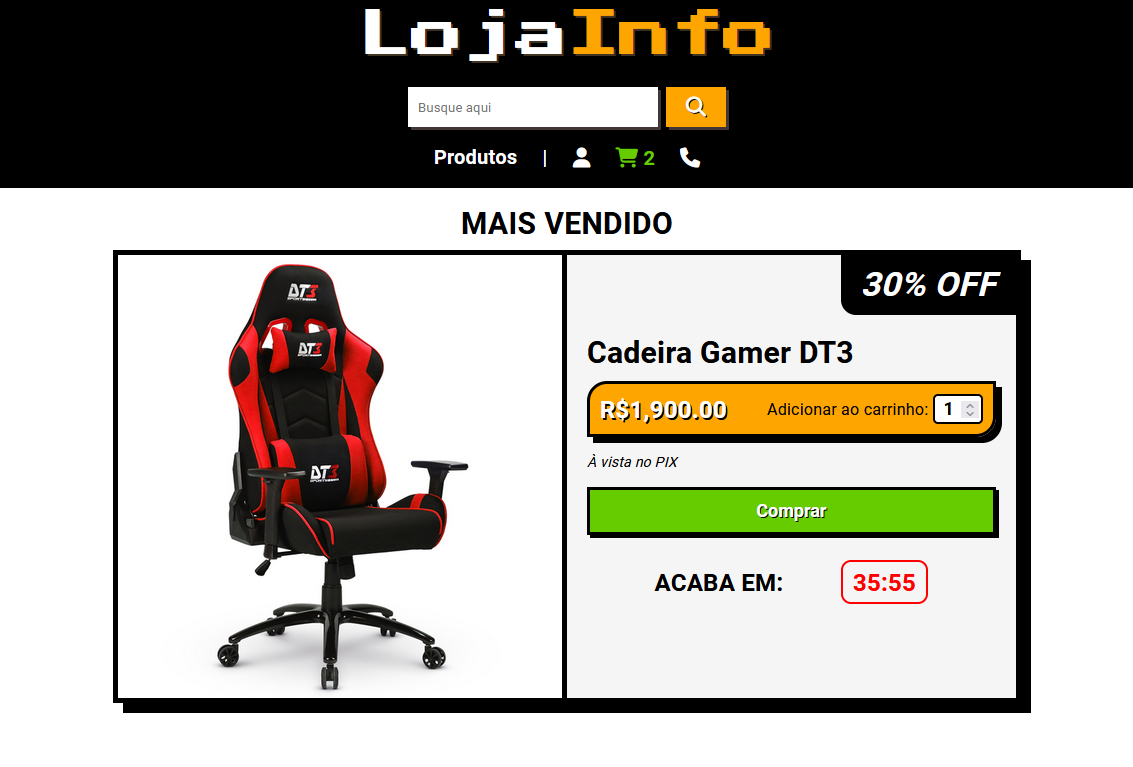 LojaInfo
Busque aqui
Produtos | 2
MAIS VENDIDO
DT3
DT3
DT3
30% OFF
Cadeira Gamer DT3
R$1,900.00 Adicionar ao carrinho: 1
À vista no PIX
Comprar
ACABA EM: 35:55